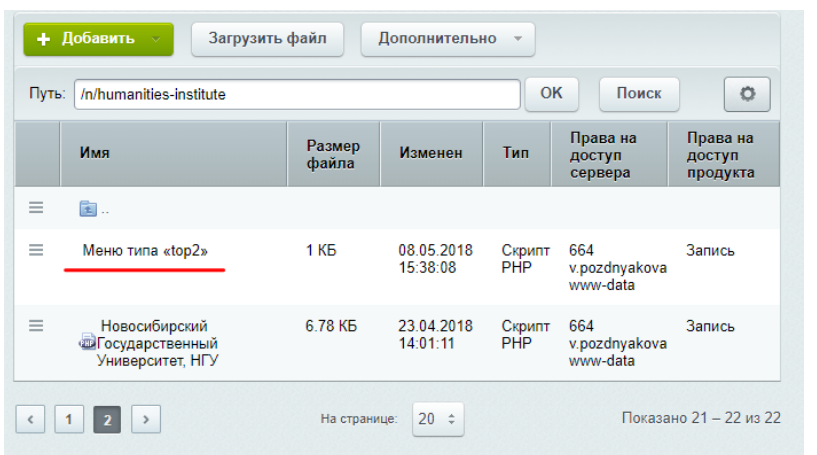 Добавить
Загрузить файл
Дополнительно
Путь: /n/humanities-institute
OK
Поиск
Имя
Размер
файла
Изменен
Тип
Права на
доступ
сервера
Права на
доступ
продукта
..
Меню типа «top2»
1 КБ
08.05.2018
15:38:08
Скрипт
PHP
664
v.pozdnyakova
www-data
Запись
Новосибирский
Государственный
Университет, НГУ
6.78 КБ
23.04.2018
14:01:11
Скрипт
PHP
664
v.pozdnyakova
www-data
Запись
1
2
На странице: 20
Показано 21 – 22 из 22